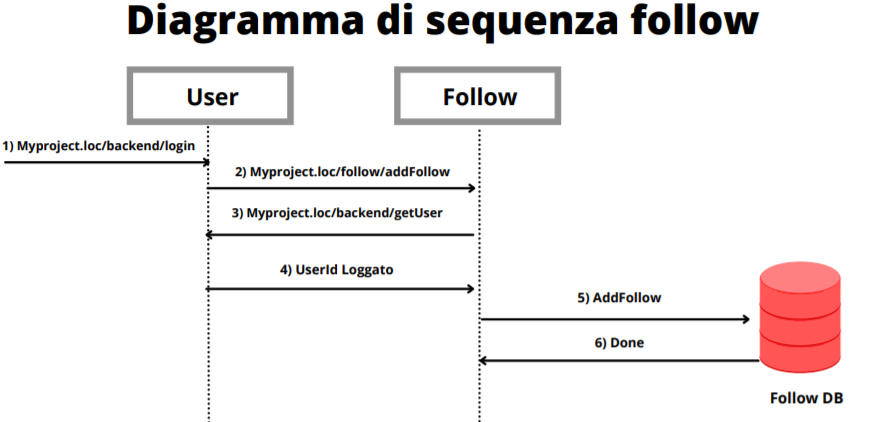 Diagramma di sequenza follow
User
Follow
1) Myproject.loc/backend/login
2) Myproject.loc/follow/addFollow
3) Myproject.loc/backend/getUser
4) UserId Loggato
5) AddFollow
6) Done
Follow DB